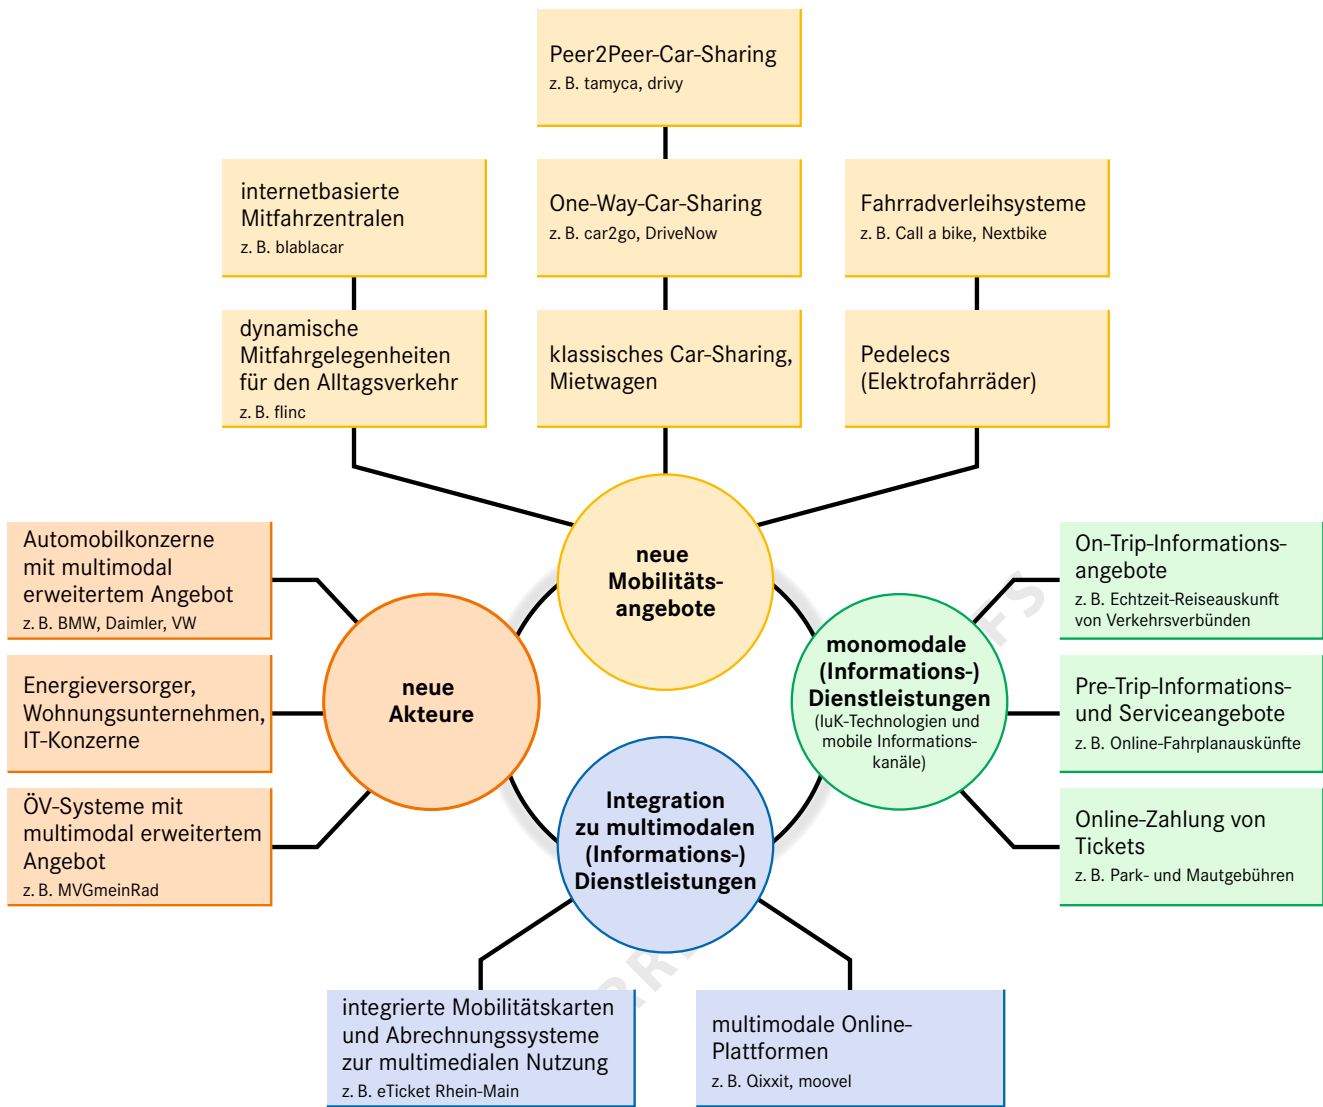 Peer2Peer-Car-Sharing
z. B. tamyca, drivy
internetbasierte
Mitfahrzentralen
z. B. blablacar
One-Way-Car-Sharing
z. B. car2go, DriveNow
Fahrradverleihsysteme
z. B. Call a bike, Nextbike
dynamische
Mitfahrgelegenheiten
für den Alltagsverkehr
z. B. flinc
klassisches Car-Sharing,
Mietwagen
Pedelecs
(Elektrofahrräder)
neue
Mobilitäts-
angebote
Automobilkonzerne
mit multimodal
erweitertem Angebot
z. B. BMW, Daimler, VW
Energieversorger,
Wohnungsunternehmen,
IT-Konzerne
ÖV-Systeme mit
multimodal erweitertem
Angebot
z. B. MVGmeinRad
neue
Akteure
monomodale
(Informations-)
Dienstleistungen
(IuK-Technologien und
mobile Informations-
kanäle)
On-Trip-Informations-
angebote
z. B. Echtzeit-Reiseauskunft
von Verkehrsverbünden
Pre-Trip-Informations-
und Serviceangebote
z. B. Online-Fahrplanauskünfte
Online-Zahlung von
Tickets
z. B. Park- und Mautgebühren
Integration
zu multimodalen
(Informations-)
Dienstleistungen
integrierte Mobilitätskarten
und Abrechnungssysteme
zur multimedialen Nutzung
z. B. eTicket Rhein-Main
multimodale Online-
Plattformen
z. B. Qixxit, moovel